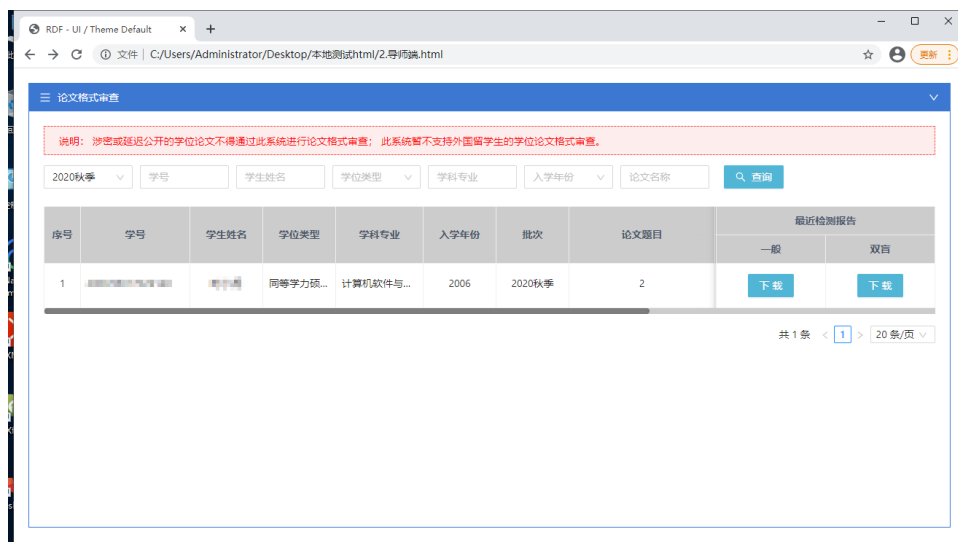 RDF - UI / Theme Default
文件 C:/Users/Administrator/Desktop/本地测试html/2.导师端.html
更新
论文格式审查
说明： 涉密或延迟公开的学位论文不得通过此系统进行论文格式审查； 此系统暂不支持外国留学生的学位论文格式审查。
2020秋季 学号 学生姓名 学位类型 学科专业 入学年份 论文名称 查询
最近检测报告
序号 学号 学生姓名 学位类型 学科专业 入学年份 批次 论文题目
一般 双盲
1 同等学力硕... 计算机软件与... 2006 2020秋季 2 下载 下载
共 1 条 < 1 > 20 条/页